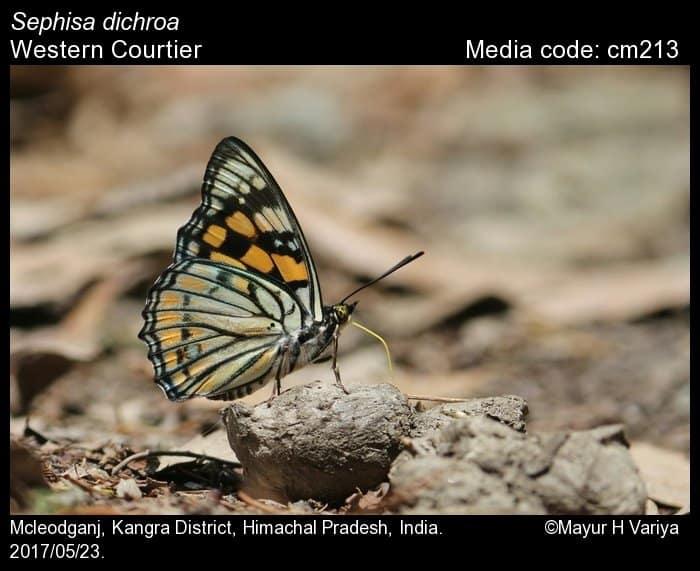 Sephisa dichroa
Western Courtier Media code: cm213
Mcleodganj, Kangra District, Himachal Pradesh, India. ©Mayur H Variya
2017/05/23.